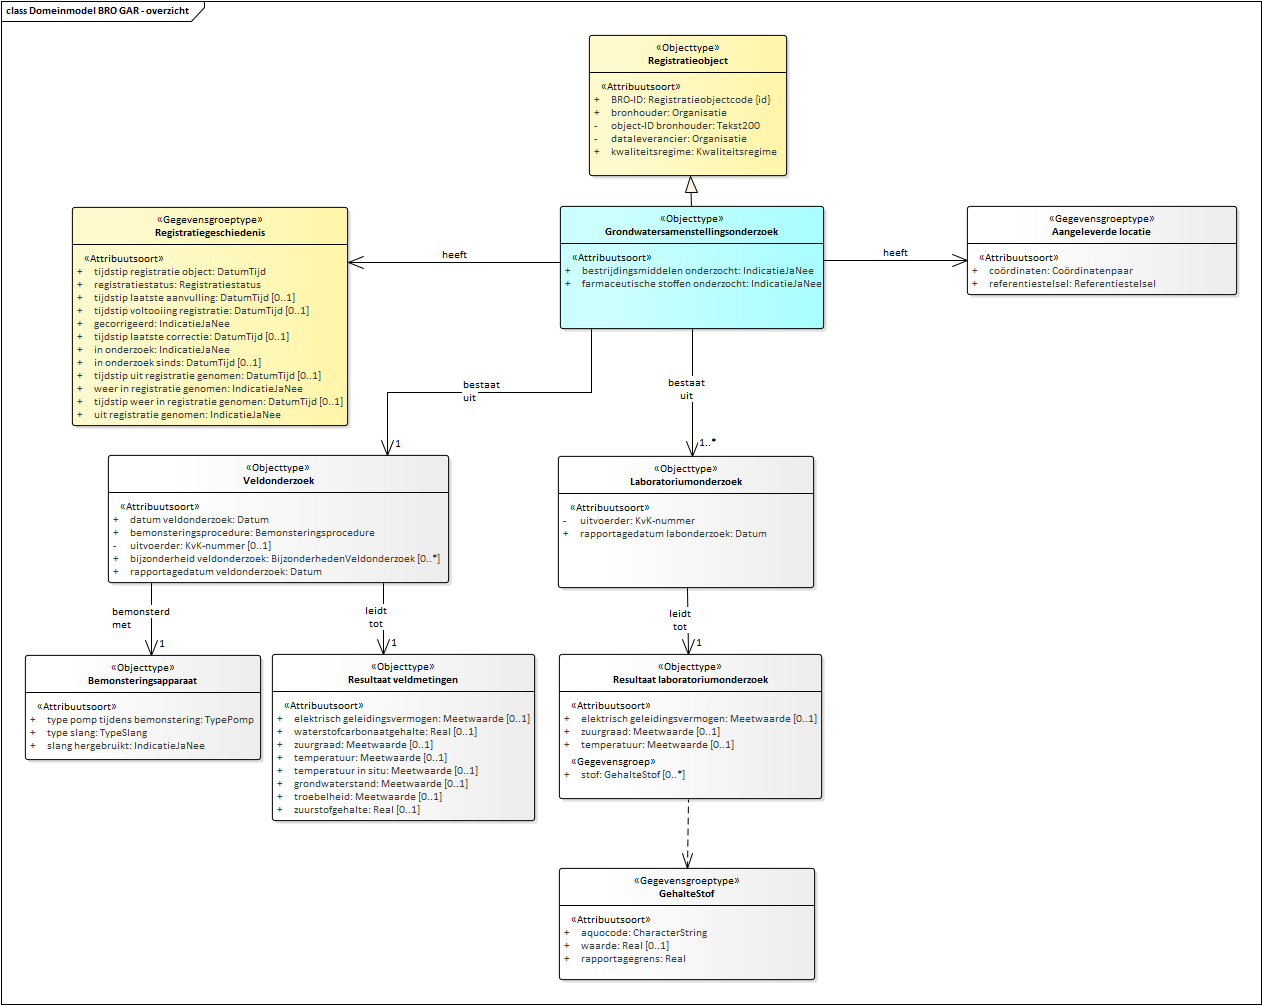 class Domeinmodel BRO GAR - overzicht
«Objecttype»
Registratieobject
«Attribuutsoort»
+ BRO-ID: Registratieobjectcode {id}
+ bronhouder: Organisatie
- object-ID bronhouder: Tekst200
- dataleverancier: Organisatie
+ kwaliteitsregime: Kwaliteitsregime
«Gegevensgroeptype»
Registratiegeschiedenis
«Attribuutsoort»
+ tijdstip registratie object: DatumTijd
+ registratiestatus: Registratiestatus
+ tijdstip laatste aanvulling: DatumTijd [0..1]
+ tijdstip voltooiing registratie: DatumTijd [0..1]
+ gecorrigeerd: IndicatieJaNee
+ tijdstip laatste correctie: DatumTijd [0..1]
+ in onderzoek: IndicatieJaNee
+ in onderzoek sinds: DatumTijd [0..1]
+ tijdstip uit registratie genomen: DatumTijd [0..1]
+ weer in registratie genomen: IndicatieJaNee
+ tijdstip weer in registratie genomen: DatumTijd [0..1]
+ uit registratie genomen: IndicatieJaNee
heeft
«Objecttype»
Grondwatersamenstellingsonderzoek
«Attribuutsoort»
+ bestrijdingsmiddelen onderzocht: IndicatieJaNee
+ farmaceutische stoffen onderzocht: IndicatieJaNee
heeft
«Gegevensgroeptype»
Aangeleverde locatie
«Attribuutsoort»
+ coördinaten: Coördinatenpaar
+ referentiestelsel: Referentiestelsel
bestaat
uit
1
bestaat
uit
1..*
«Objecttype»
Veldonderzoek
«Attribuutsoort»
+ datum veldonderzoek: Datum
+ bemonsteringsprocedure: Bemonsteringsprocedure
- uitvoerder: KvK-nummer [0..1]
+ bijzonderheid veldonderzoek: BijzonderhedenVeldonderzoek [0..*]
+ rapportagedatum veldonderzoek: Datum
«Objecttype»
Laboratoriumonderzoek
«Attribuutsoort»
- uitvoerder: KvK-nummer
+ rapportagedatum labonderzoek: Datum
bemonsterd
met
1
leidt
tot
1
leidt
tot
1
«Objecttype»
Bemonsteringsapparaat
«Attribuutsoort»
+ type pomp tijdens bemonstering: TypePomp
+ type slang: TypeSlang
+ slang hergebruikt: IndicatieJaNee
«Objecttype»
Resultaat veldmetingen
«Attribuutsoort»
+ elektrisch geleidingsvermogen: Meetwaarde [0..1]
+ waterstofcarbonaatgehalte: Real [0..1]
+ zuurgraad: Meetwaarde [0..1]
+ temperatuur: Meetwaarde [0..1]
+ temperatuur in situ: Meetwaarde [0..1]
+ grondwaterstand: Meetwaarde [0..1]
+ troebelheid: Meetwaarde [0..1]
+ zuurstofgehalte: Real [0..1]
«Objecttype»
Resultaat laboratoriumonderzoek
«Attribuutsoort»
+ elektrisch geleidingsvermogen: Meetwaarde [0..1]
+ zuurgraad: Meetwaarde [0..1]
+ temperatuur: Meetwaarde [0..1]
«Gegevensgroep»
+ stof: GehalteStof [0..*]
«Gegevensgroeptype»
GehalteStof
«Attribuutsoort»
+ aquocode: CharacterString
+ waarde: Real [0..1]
+ rapportagegrens: Real